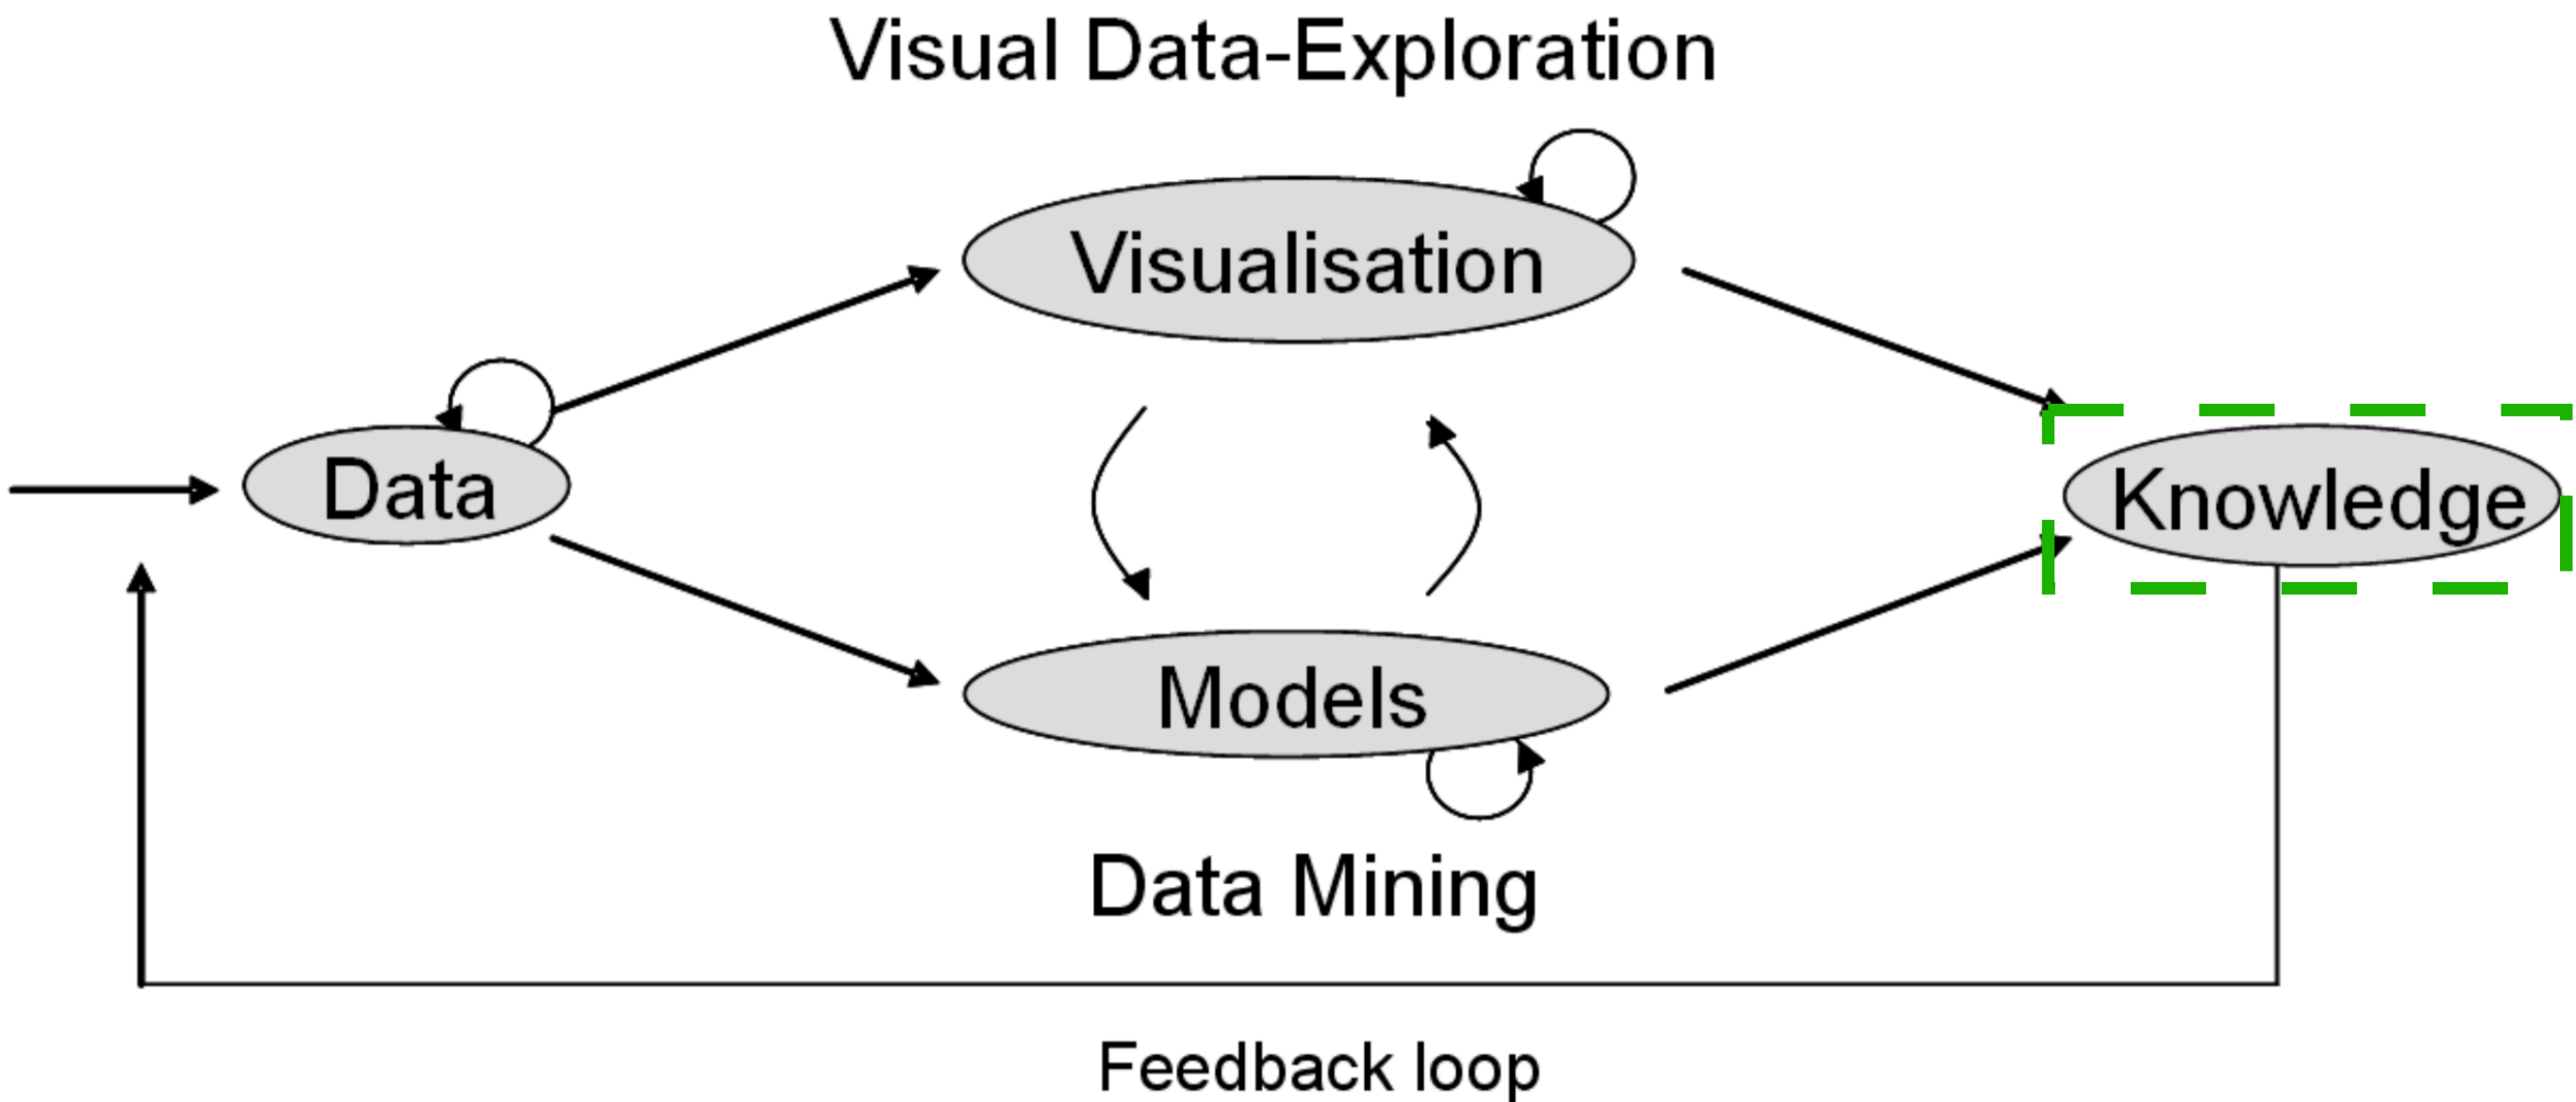 Visual Data-Exploration
Visualisation
Data
Knowledge
Models
Data Mining
Feedback loop